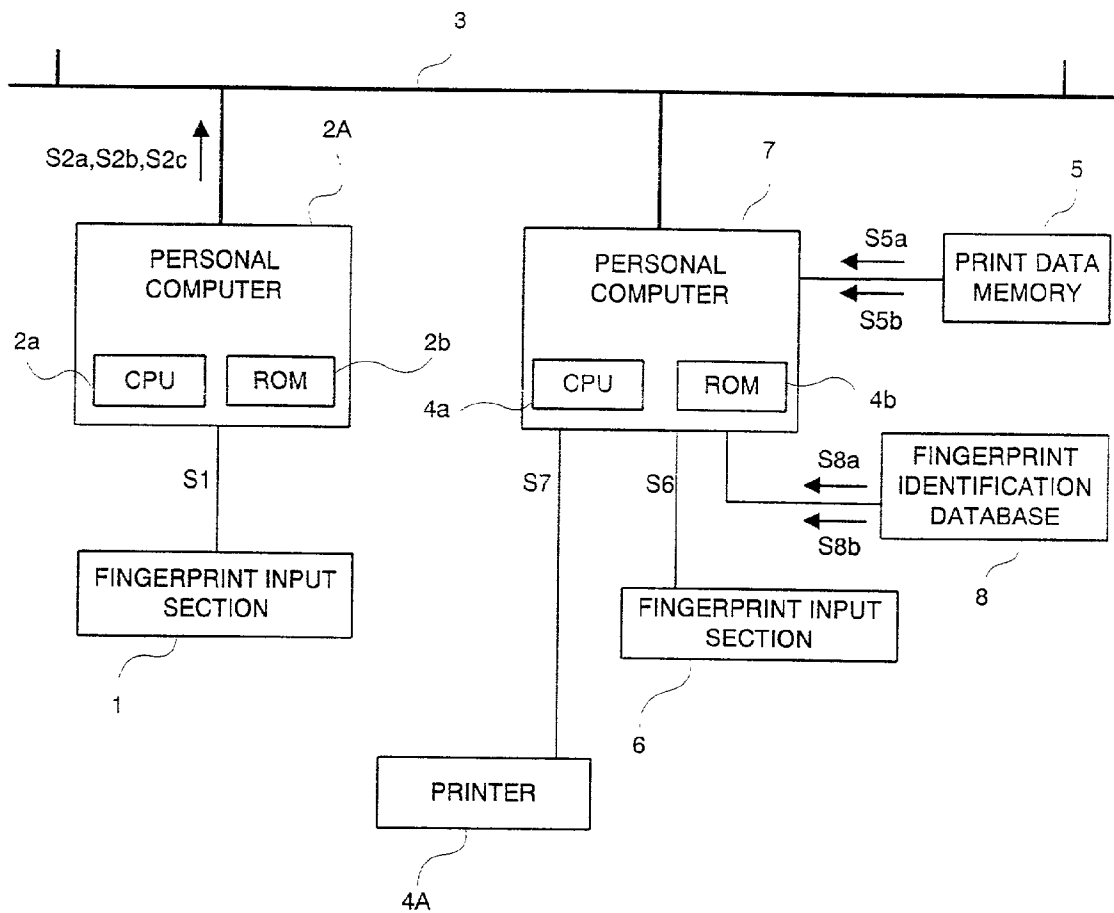 3
S2a,S2b,S2c
2A
7
5
PERSONAL
COMPUTER
PERSONAL
COMPUTER
S5a
S5b
PRINT DATA
MEMORY
2a
CPU
ROM
2b
4a
CPU
ROM
4b
S1
S7
S6
S8a
S8b
FINGERPRINT
IDENTIFICATION
DATABASE
8
FINGERPRINT INPUT
SECTION
1
FINGERPRINT INPUT
SECTION
6
PRINTER
4A